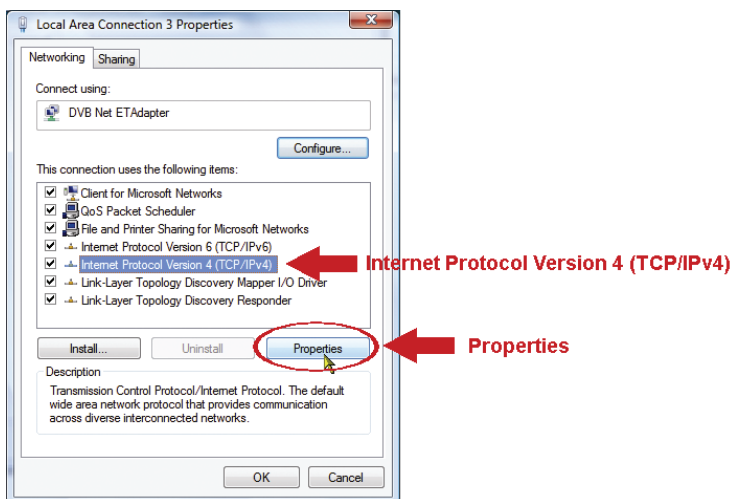 Local Area Connection 3 Properties
Networking Sharing
Connect using:
DVB Net ETAdapter
Configure...
This connection uses the following items:
Client for Microsoft Networks
QoS Packet Scheduler
File and Printer Sharing for Microsoft Networks
Internet Protocol Version 6 (TCP/IPv6)
Internet Protocol Version 4 (TCP/IPv4) Internet Protocol Version 4 (TCP/IPv4)
Link-Layer Topology Discovery Mapper I/O Driver
Link-Layer Topology Discovery Responder
Install... Uninstall Properties Properties
Description
Transmission Control Protocol/Internet Protocol. The default
wide area network protocol that provides communication
across diverse interconnected networks.
OK Cancel